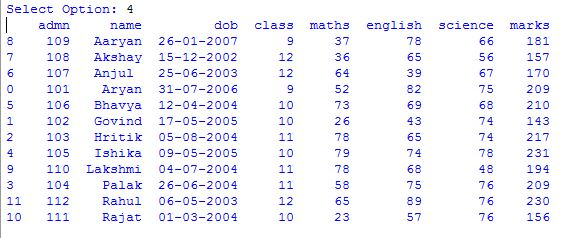 Select Option: 4
admn name dob class maths english science marks
8 109 Aaryan 26-01-2007 9 37 78 66 181
7 108 Akshay 15-12-2002 12 36 65 56 157
6 107 Anjul 25-06-2003 12 64 39 67 170
0 101 Aryan 31-07-2006 9 52 82 75 209
5 106 Bhavya 12-04-2004 10 73 69 68 210
1 102 Govind 17-05-2005 10 26 43 74 143
2 103 Hritik 05-08-2004 11 78 65 74 217
4 105 Ishika 09-05-2005 10 79 74 78 231
9 110 Lakshmi 04-07-2004 11 78 68 48 194
3 104 Palak 26-06-2004 11 58 75 76 209
11 112 Rahul 06-05-2003 12 65 89 76 230
10 111 Rajat 01-03-2004 10 23 57 76 156